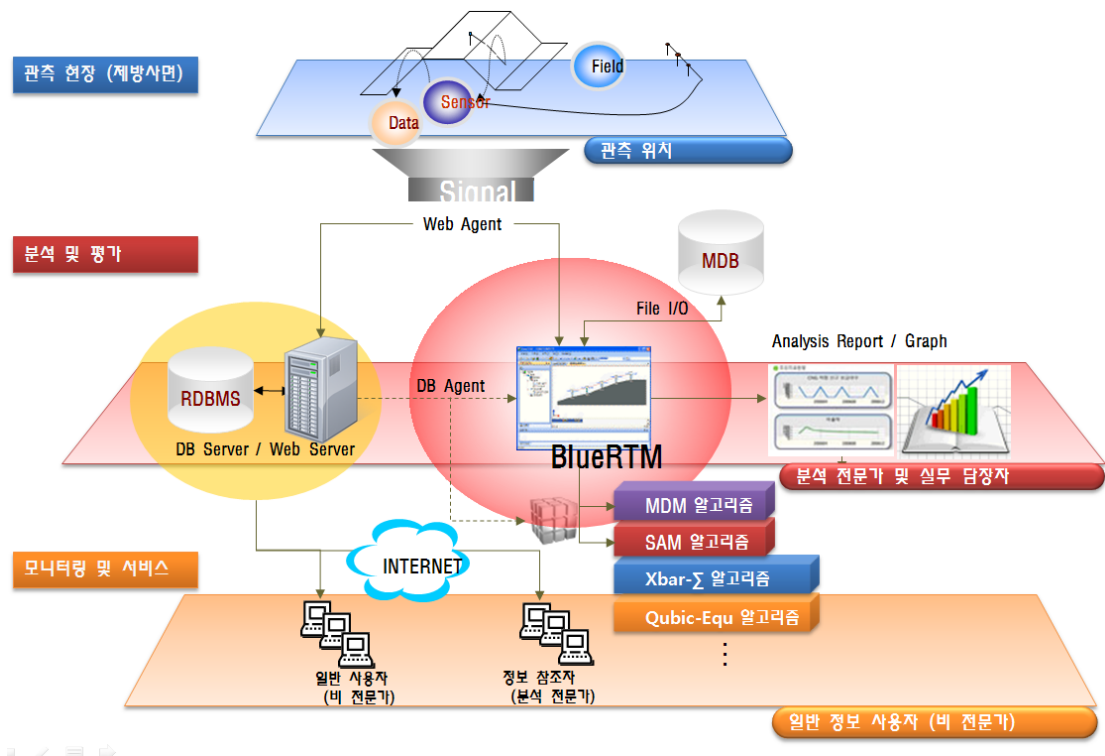 관측 현장 (제방사면)
Field
Sensor
Data
관측 위치
Signal
Web Agent
분석 및 평가
MDB
File I/O
Analysis Report / Graph
RDBMS
DB Agent
DB Server / Web Server
BlueRTM
분석 전문가 및 실무 담장자
MDM 알고리즘
SAM 알고리즘
INTERNET
모니터링 및 서비스
Xbar-∑ 알고리즘
Qubic-Equ 알고리즘
⋮
일반 사용자
(비 전문가)
정보 참조자
(분석 전문가)
일반 정보 사용자 (비 전문가)